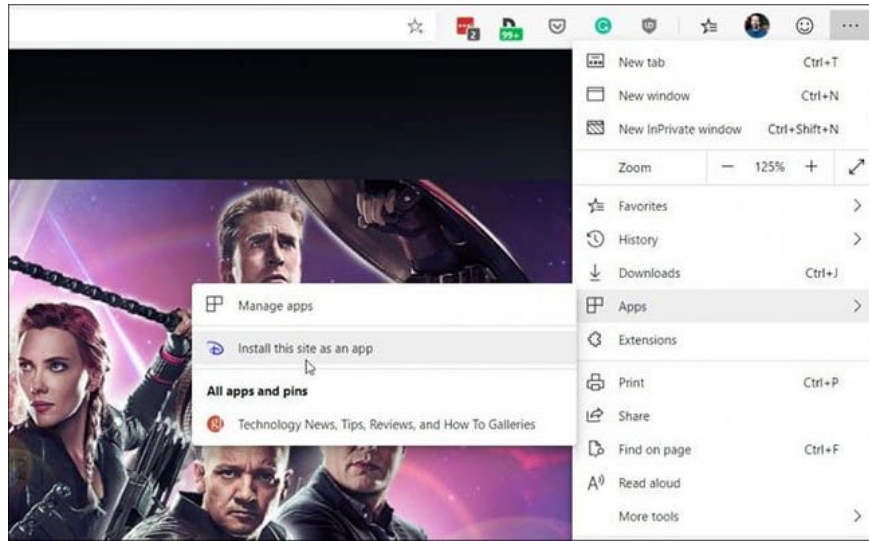 2
99+
New tab Ctrl+T
New window Ctrl+N
New InPrivate window Ctrl+Shift+N
Zoom — 125% +
Favorites
History
Downloads Ctrl+J
Apps
Extensions
Print Ctrl+P
Share
Find on page Ctrl+F
Read aloud
More tools
Manage apps
Install this site as an app
All apps and pins
Technology News, Tips, Reviews, and How To Galleries